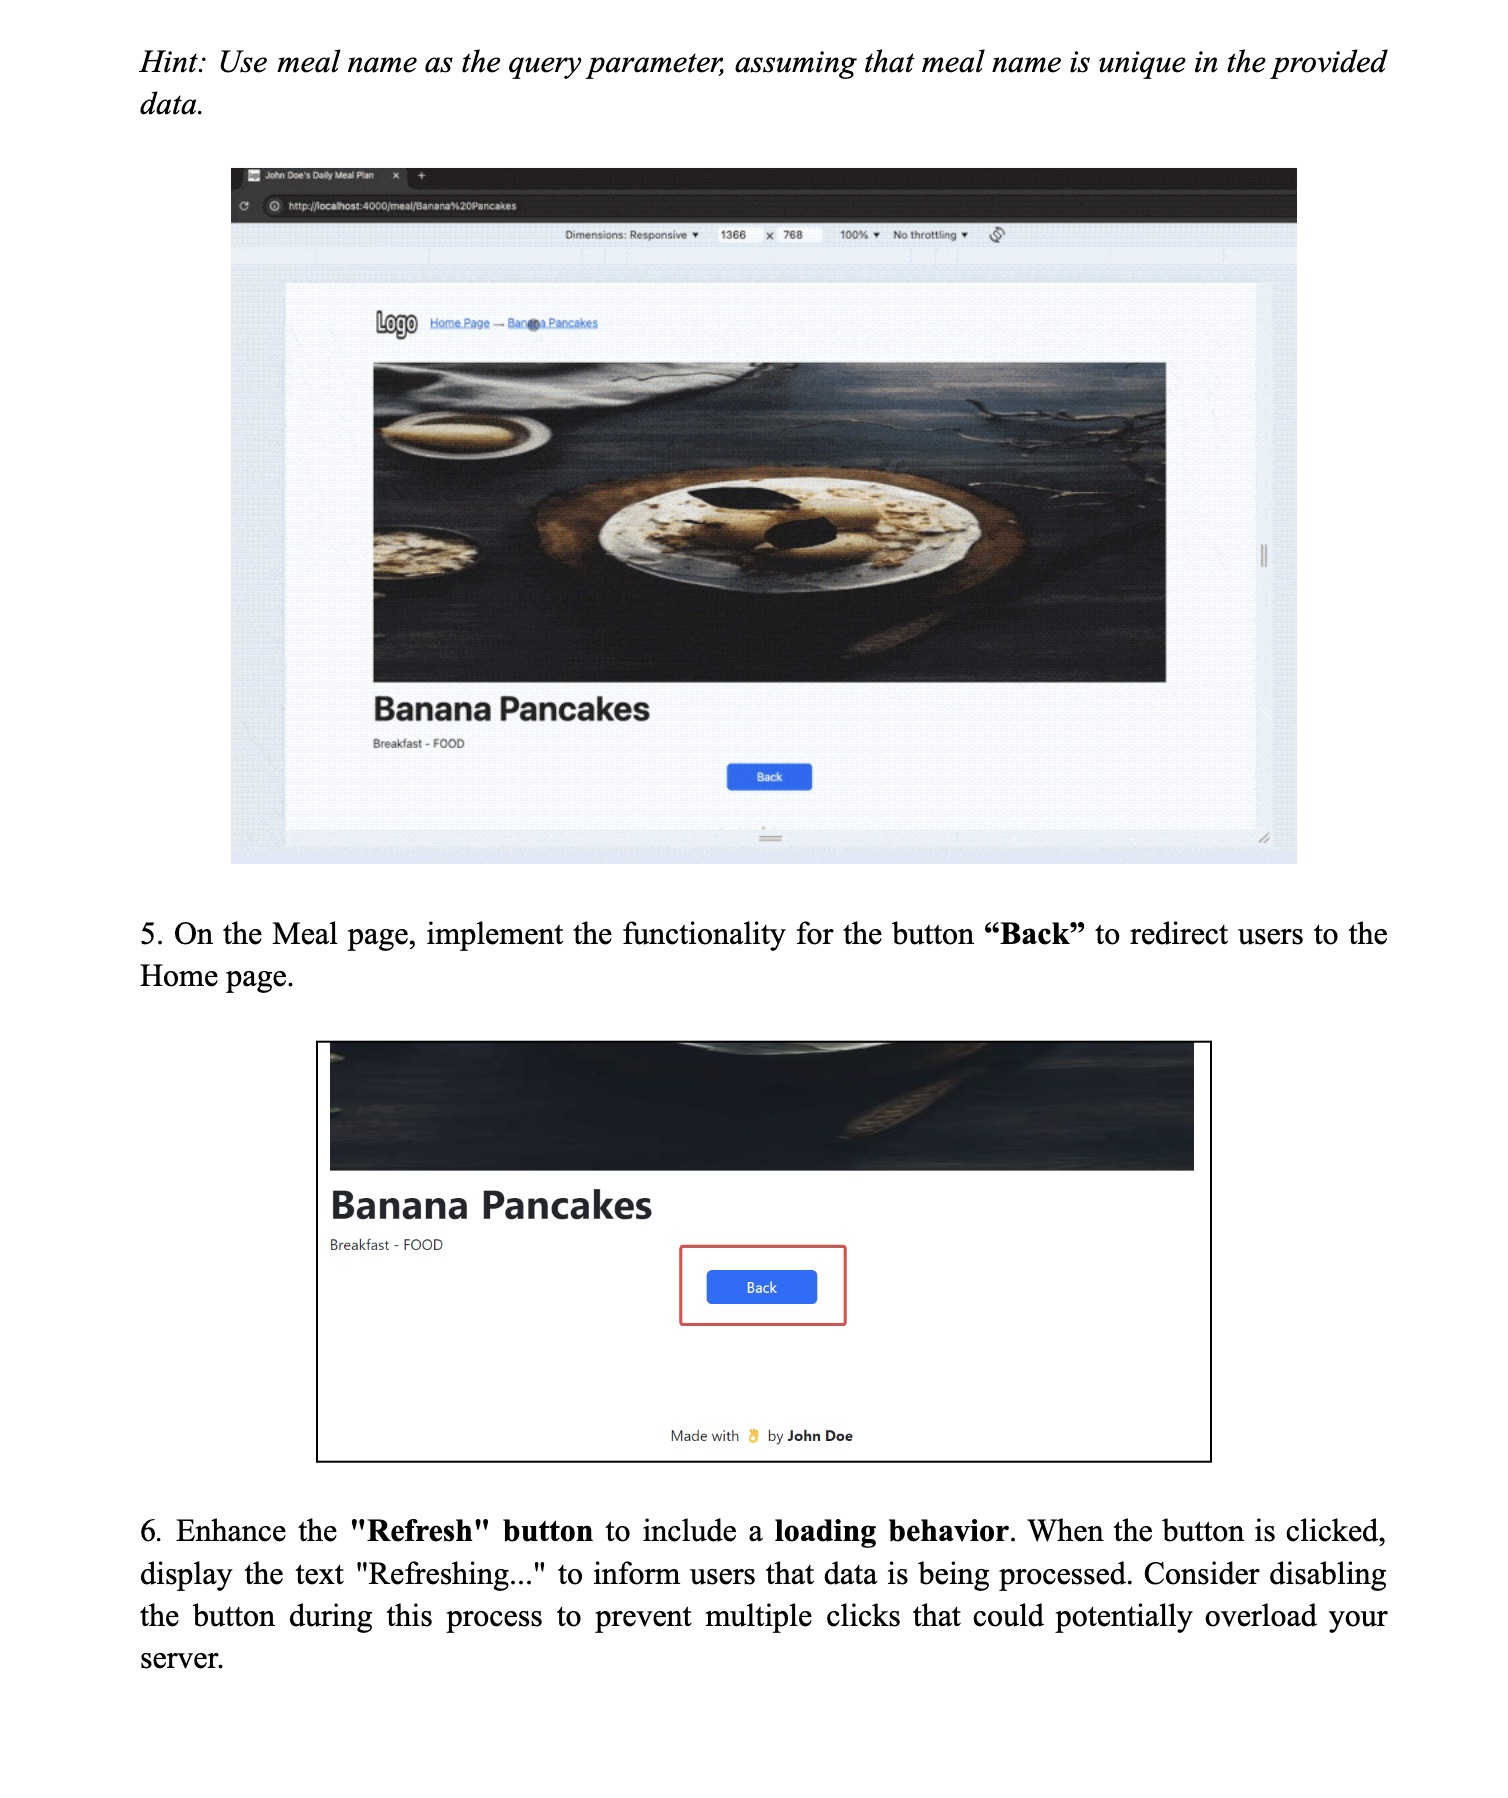 Hint: Use meal name as the query parameter, assuming that meal name is unique in the provided
data.
John Doe's Daily Meal Plan
http://localhost:4000/meal/Banana%20Pancakes
Dimensions: Responsive ▼ 1366 x 768 100% ▼ No throttling ▼
Logo Home Page → Banana Pancakes
Banana Pancakes
Breakfast - FOOD
Back
5. On the Meal page, implement the functionality for the button “Back” to redirect users to the
Home page.
Banana Pancakes
Breakfast - FOOD
Back
Made with 👌 by John Doe
6. Enhance the "Refresh" button to include a loading behavior. When the button is clicked,
display the text "Refreshing..." to inform users that data is being processed. Consider disabling
the button during this process to prevent multiple clicks that could potentially overload your
server.